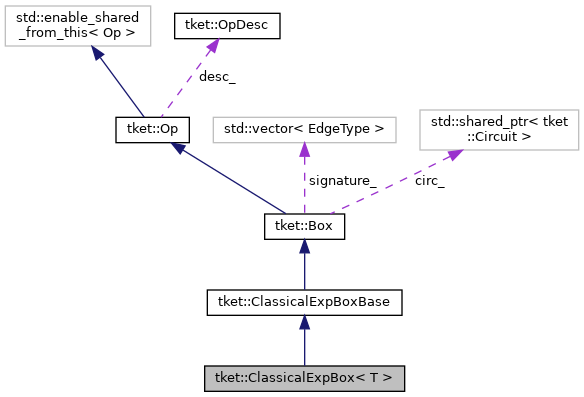 std::enable_shared
_from_this< Op >
tket::OpDesc
desc_
tket::Op
std::vector< EdgeType >
std::shared_ptr< tket
::Circuit >
signature_
circ_
tket::Box
tket::ClassicalExpBoxBase
tket::ClassicalExpBox< T >